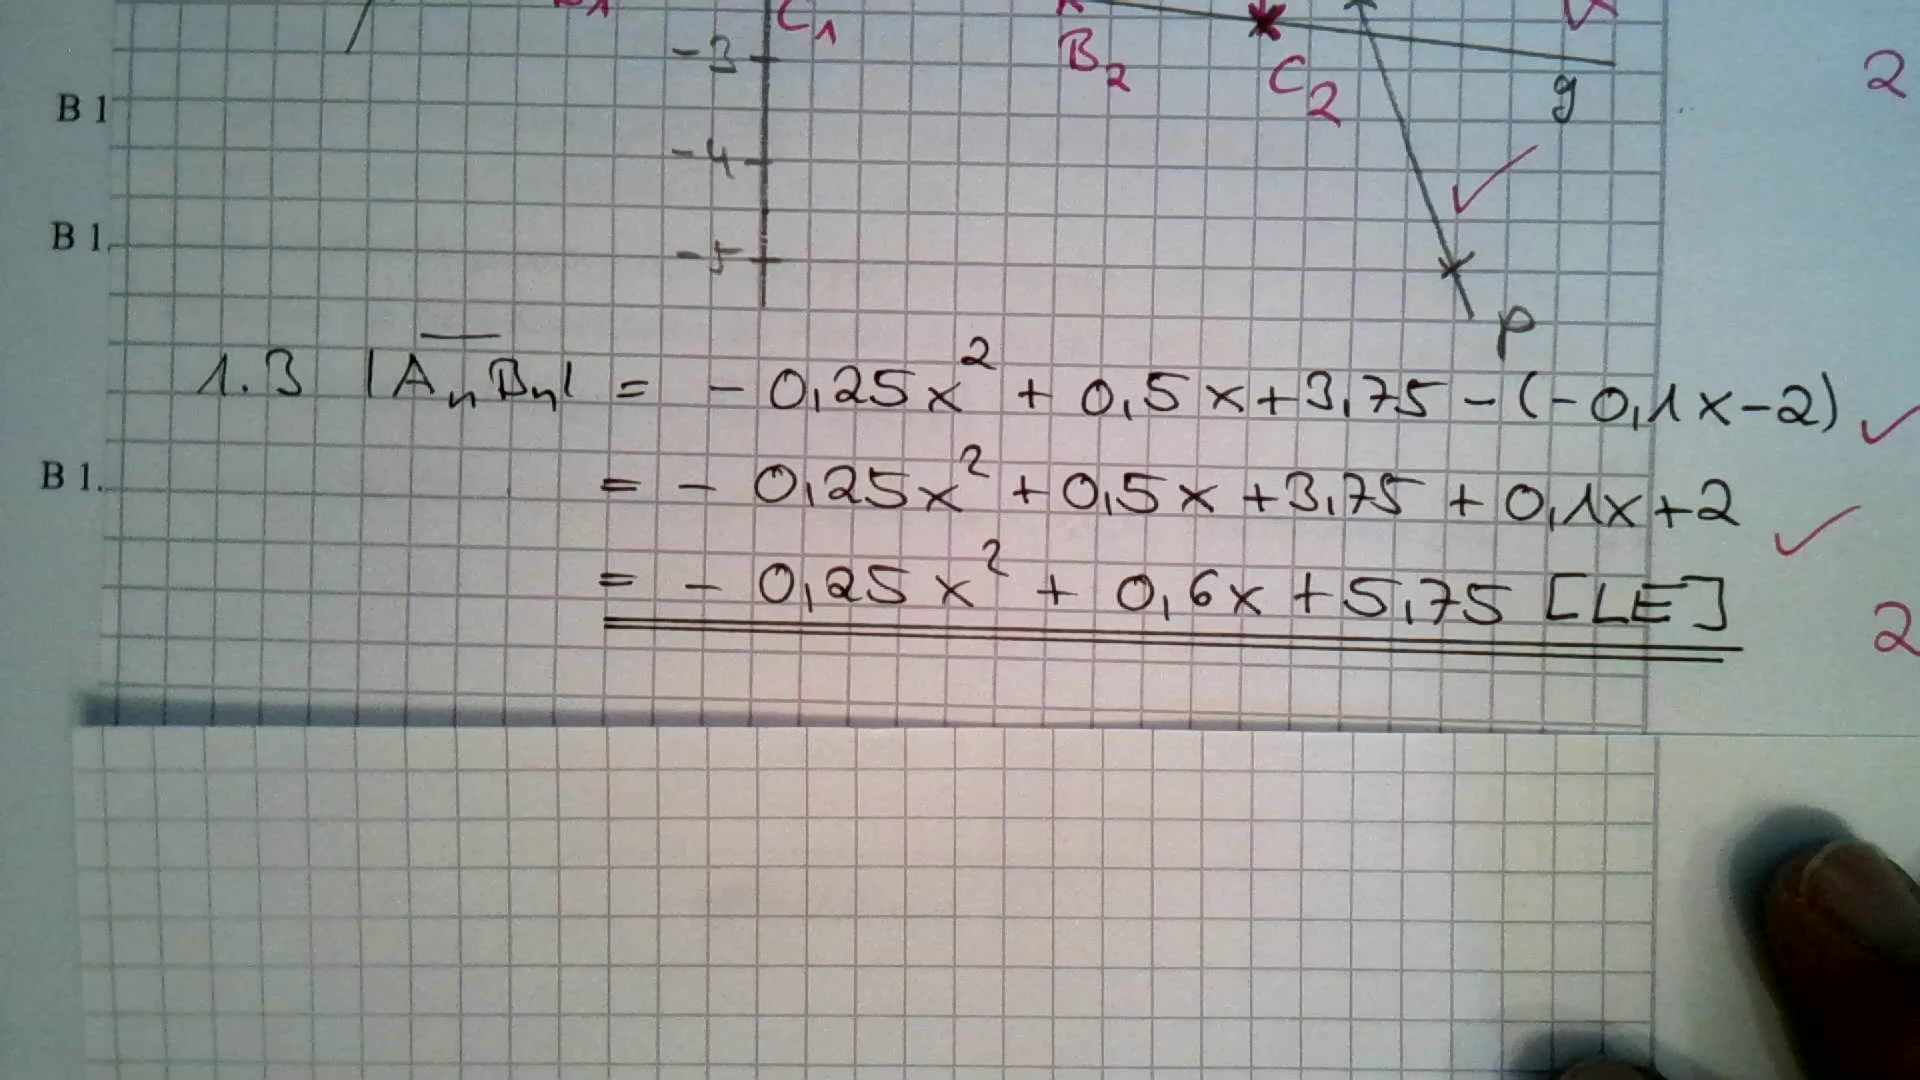 C₁
-3
B₂
C₂
g
2
B 1
-4
B 1.
-5
p
1.3 |AₙBₙ| = - 0,25x² + 0,5x + 3,75 - (-0,1x-2) ✓
B 1.
= - 0,25x² + 0,5x + 3,75 + 0,1x + 2 ✓
= - 0,25x² + 0,6x + 5,75 [LE]
2